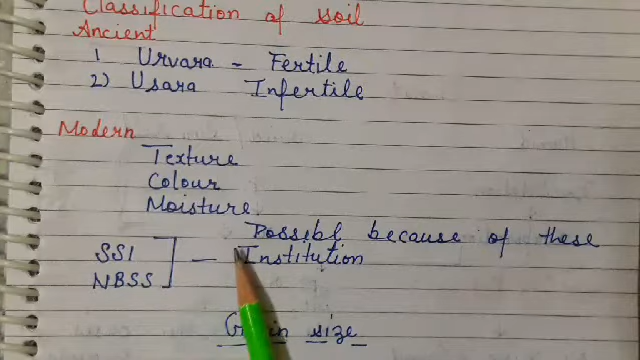 Classification of soil
Ancient
1 Urvara - Fertile
2) Usara Infertile
Modern
Texture
Colour
Moisture
Possibl because of these
SSI
NBSS ] — Institution
Grain size